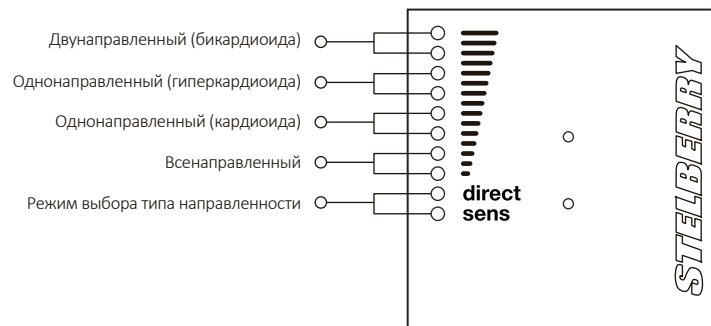 Двунаправленный (бикардиоида)
Однонаправленный (гиперкардиоида)
Однонаправленный (кардиоида)
Всенаправленный
Режим выбора типа направленности
direct
sens
STELBERRY